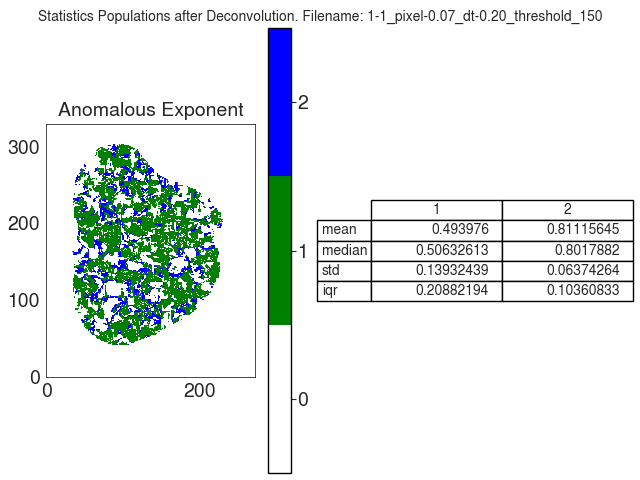 Statistics Populations after Deconvolution. Filename: 1-1_pixel-0.07_dt-0.20_threshold_150
Anomalous Exponent
300
200
100
0
0 200
2
1
0
1 2
mean 0.493976 0.81115645
median 0.50632613 0.8017882
std 0.13932439 0.06374264
iqr 0.20882194 0.10360833